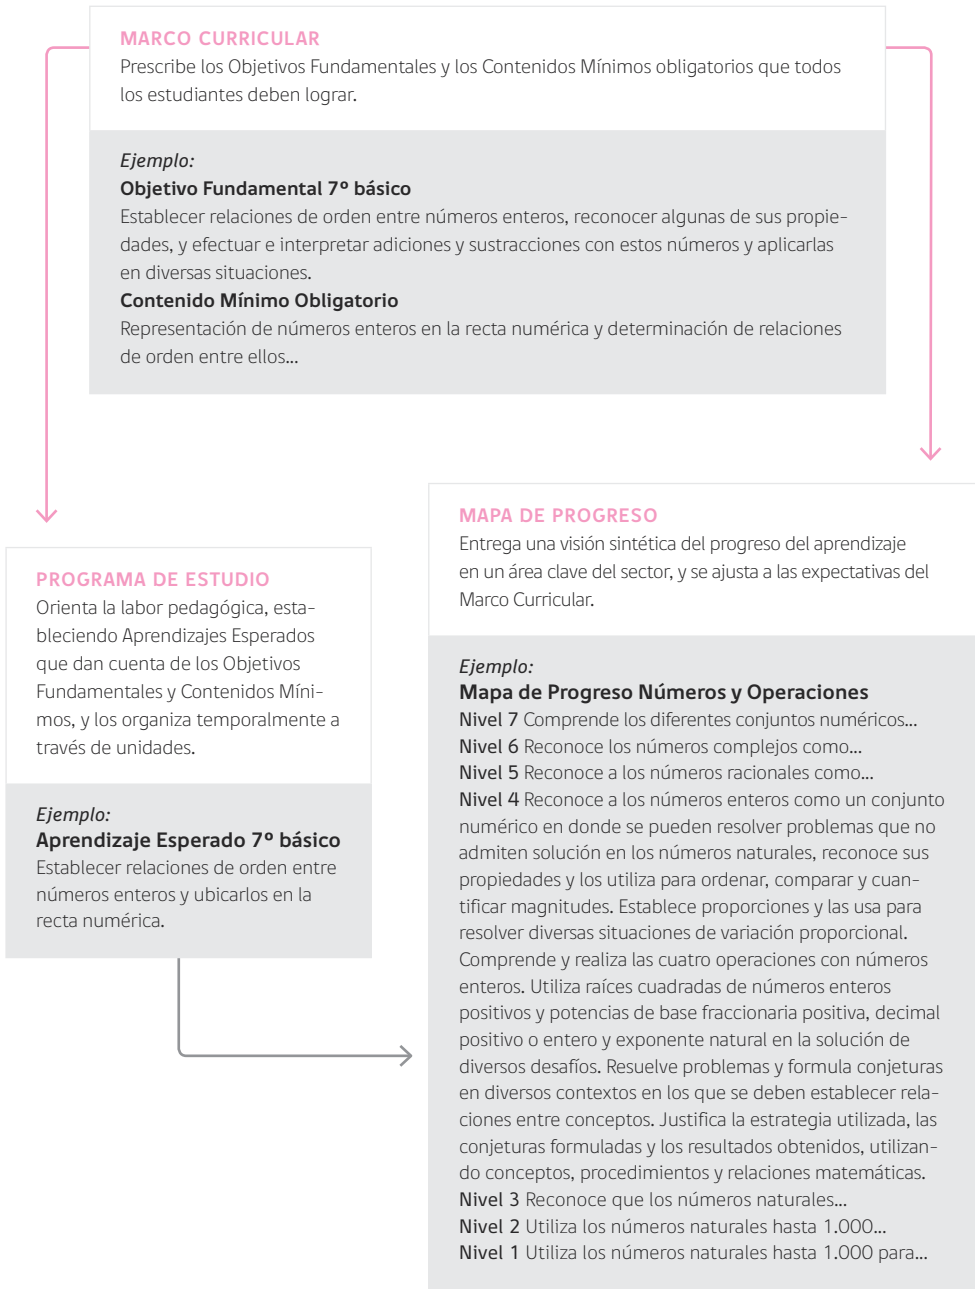 MARCO CURRICULAR
Prescribe los Objetivos Fundamentales y los Contenidos Mínimos obligatorios que todos
los estudiantes deben lograr.
Ejemplo:
Objetivo Fundamental 7º básico
Establecer relaciones de orden entre números enteros, reconocer algunas de sus propie-
dades, y efectuar e interpretar adiciones y sustracciones con estos números y aplicarlas
en diversas situaciones.
Contenido Mínimo Obligatorio
Representación de números enteros en la recta numérica y determinación de relaciones
de orden entre ellos...
PROGRAMA DE ESTUDIO
Orienta la labor pedagógica, esta-
bleciendo Aprendizajes Esperados
que dan cuenta de los Objetivos
Fundamentales y Contenidos Míni-
mos, y los organiza temporalmente a
través de unidades.
Ejemplo:
Aprendizaje Esperado 7º básico
Establecer relaciones de orden entre
números enteros y ubicarlos en la
recta numérica.
MAPA DE PROGRESO
Entrega una visión sintética del progreso del aprendizaje
en un área clave del sector, y se ajusta a las expectativas del
Marco Curricular.
Ejemplo:
Mapa de Progreso Números y Operaciones
Nivel 7 Comprende los diferentes conjuntos numéricos...
Nivel 6 Reconoce los números complejos como...
Nivel 5 Reconoce a los números racionales como...
Nivel 4 Reconoce a los números enteros como un conjunto
numérico en donde se pueden resolver problemas que no
admiten solución en los números naturales, reconoce sus
propiedades y los utiliza para ordenar, comparar y cuan-
tificar magnitudes. Establece proporciones y las usa para
resolver diversas situaciones de variación proporcional.
Comprende y realiza las cuatro operaciones con números
enteros. Utiliza raíces cuadradas de números enteros
positivos y potencias de base fraccionaria positiva, decimal
positivo o entero y exponente natural en la solución de
diversos desafíos. Resuelve problemas y formula conjeturas
en diversos contextos en los que se deben establecer rela-
ciones entre conceptos. Justifica la estrategia utilizada, las
conjeturas formuladas y los resultados obtenidos, utilizan-
do conceptos, procedimientos y relaciones matemáticas.
Nivel 3 Reconoce que los números naturales...
Nivel 2 Utiliza los números naturales hasta 1.000...
Nivel 1 Utiliza los números naturales hasta 1.000 para...